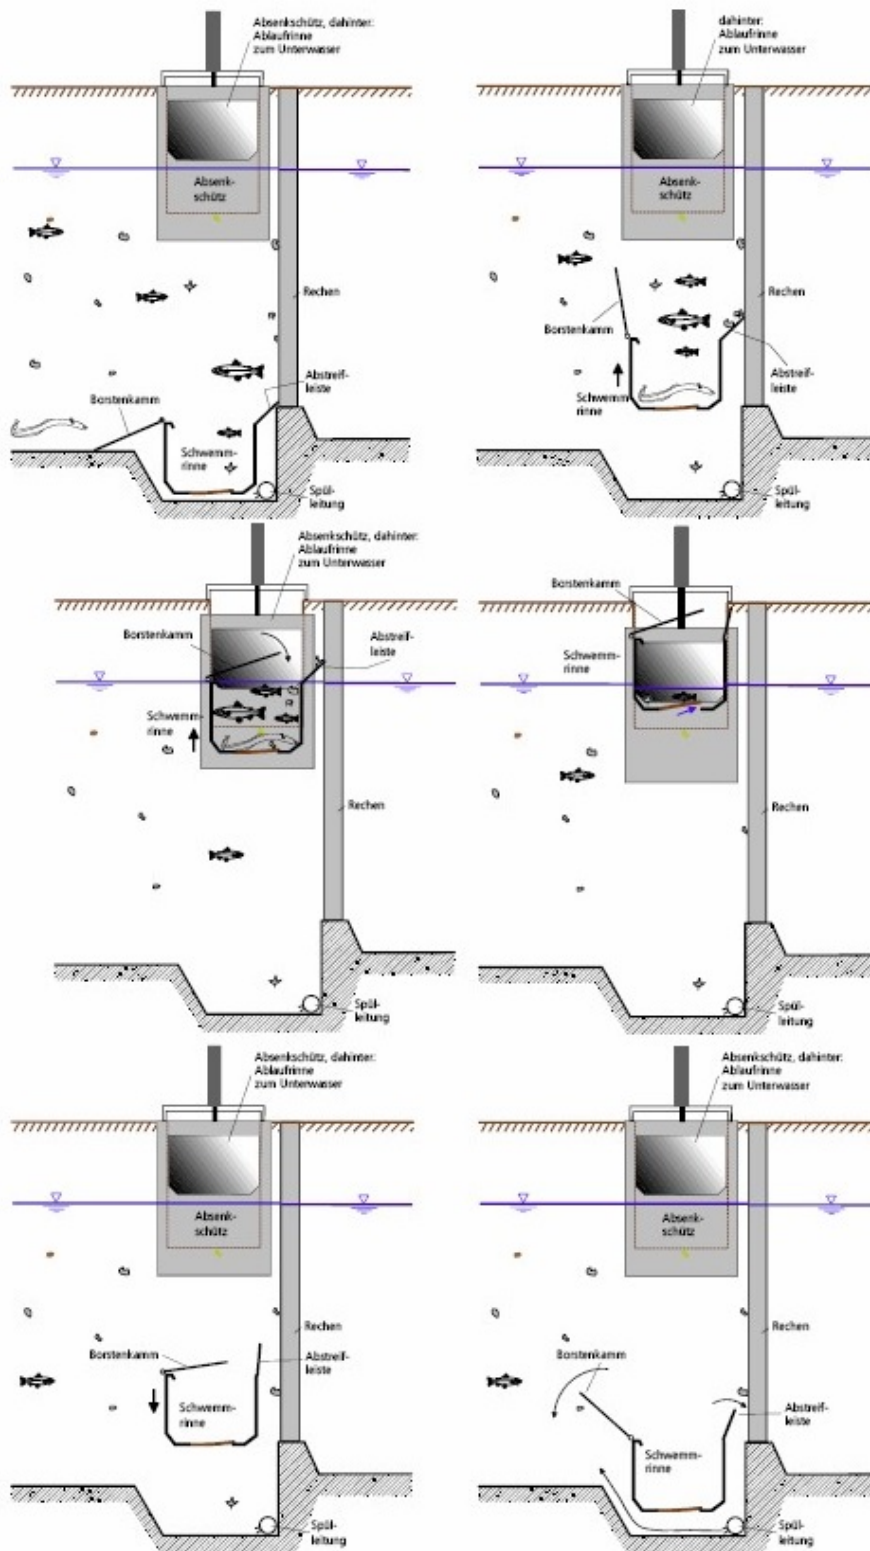 Absenkschütz, dahinter:
Ablaufrinne
zum Unterwasser
Absenk-
schütz
Rechen
Abstreif-
leiste
Borstenkamm
Schwemm-
rinne
Spül-
leitung
dahinter:
Ablaufrinne
zum Unterwasser
Absenk-
schütz
Rechen
Borstenkamm
Abstreif-
leiste
Schwemm
rinne
Spül-
leitung
Absenkschütz, dahinter:
Ablaufrinne
zum Unterwasser
Borstenkamm
Abstreif-
leiste
Schwemm-
rinne
Rechen
Spül-
leitung
Borstenkamm
Schwemm-
rinne
Rechen
Spül-
leitung
Absenkschütz, dahinter:
Ablaufrinne
zum Unterwasser
Absenk-
schütz
Rechen
Borstenkamm
Abstreif-
leiste
Schwemm-
rinne
Spül-
leitung
Absenkschütz, dahinter:
Ablaufrinne
zum Unterwasser
Absenk-
schütz
Rechen
Borstenkamm
Abstreif-
leiste
Schwemm-
rinne
Spül-
leitung